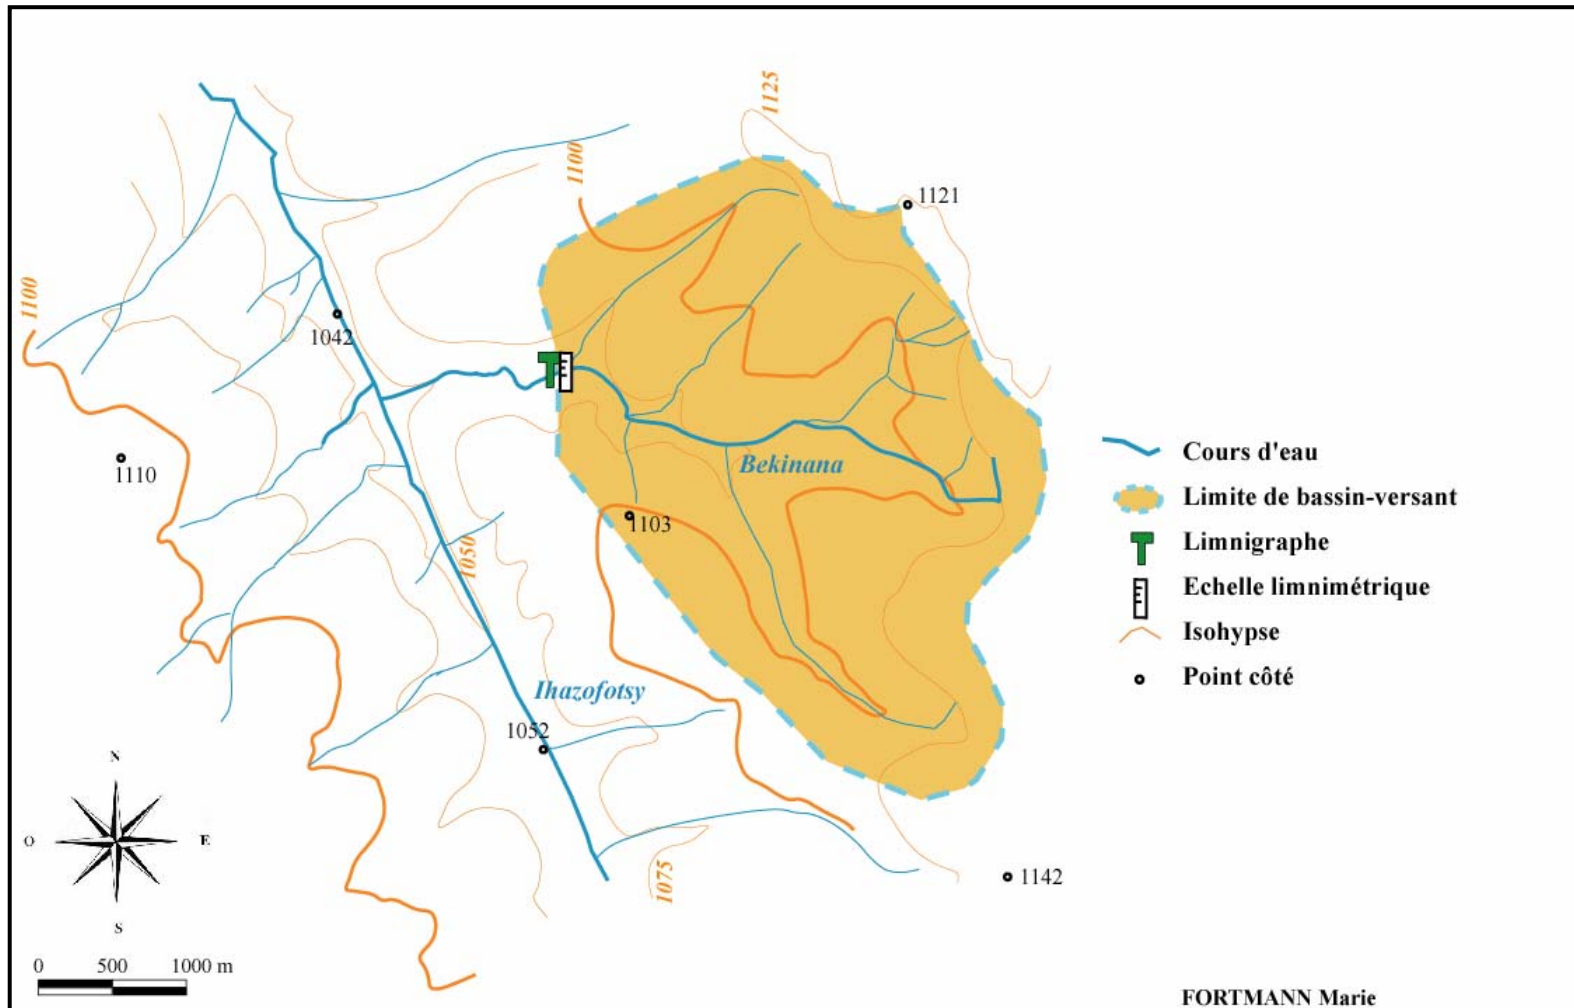 1125
1100
1121
1100
1042
1110
Bekinana
1103
1050
Ihazofotsy
1052
1075
1142
Cours d'eau
Limite de bassin-versant
Limnigraphe
Echelle limnimétrique
Isohypse
Point côté
N
O
E
S
0 500 1000 m
FORTMANN Marie